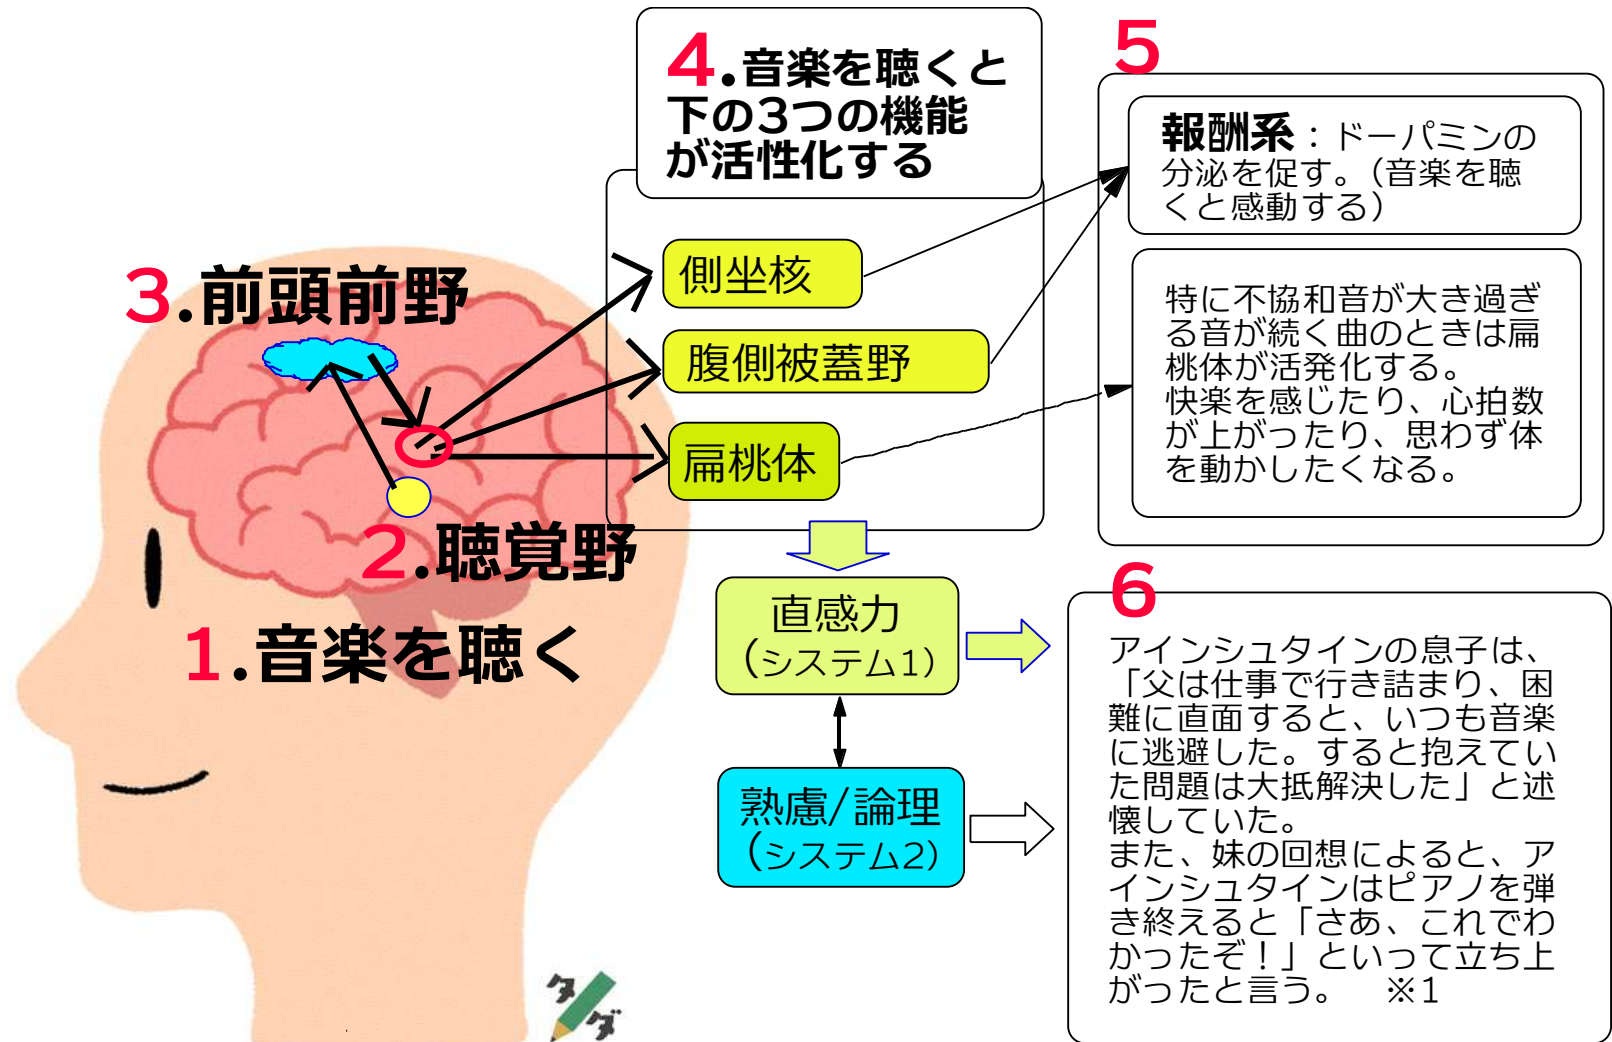 4.音楽を聴くと
下の3つの機能
が活性化する
5
報酬系：ドーパミンの
分泌を促す。（音楽を聴
くと感動する）
側坐核
腹側被蓋野
扁桃体
特に不協和音が大き過ぎ
る音が続く曲のときは扁
桃体が活発化する。
快楽を感じたり、心拍数
が上がったり、思わず体
を動かしたくなる。
3.前頭前野
2.聴覚野
1.音楽を聴く
直感力
（システム1）
熟慮/論理
（システム2）
6
アインシュタインの息子は、
「父は仕事で行き詰まり、困
難に直面すると、いつも音楽
に逃避した。すると抱えてい
た問題は大抵解決した」と述
懐していた。
また、妹の回想によると、ア
インシュタインはピアノを弾
き終えると「さあ、これでわ
かったぞ！」といって立ち上
がったと言う。　※1
タダ